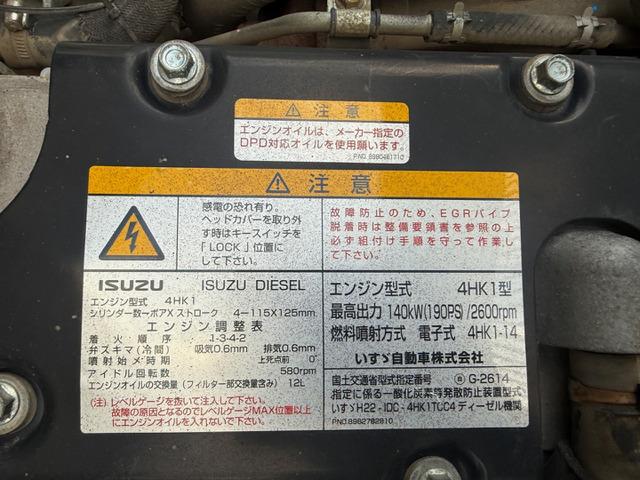 ⚠ 注意
エンジンオイルは、メーカー指定の
DPD対応オイルを使用願います。
P.NO. 8980481710
⚠ 注意
感電の恐れ有り。
ヘッドカバーを取り外
す時はキースイッチを
「LOCK」位置に
して下さい。
故障防止のため、EGRパイプ
脱着時は整備要領書を参照の上
必ず組付け手順を守って作業し
て下さい。
ISUZU ISUZU DIESEL
エンジン型式 4HK1
シリンダー数ーボアXストローク 4-115X125mm
エンジン調整表
着火順序 1-3-4-2
弁スキマ(冷間) 吸気0.6mm 排気0.6mm
噴射始メ時期 上死点前 0°
アイドル回転数 580rpm
エンジンオイルの交換量(フィルター部交換量含み) 12L
(注)レベルゲージを抜いて注入して下さい。
故障の原因となるのでレベルゲージMAX位置以上
にエンジンオイルを入れないで下さい。
エンジン型式 4HK1型
最高出力 140kW(190PS)/2600rpm
燃料噴射方式 電子式 4HK1-14
いすゞ自動車株式会社
国土交通省型式指定番号 G-2614
指定に係る一酸化炭素等発散防止装置型式
いすゞH22-IDC-4HK1TCC4ディーゼル機関
P.NO.8982782810